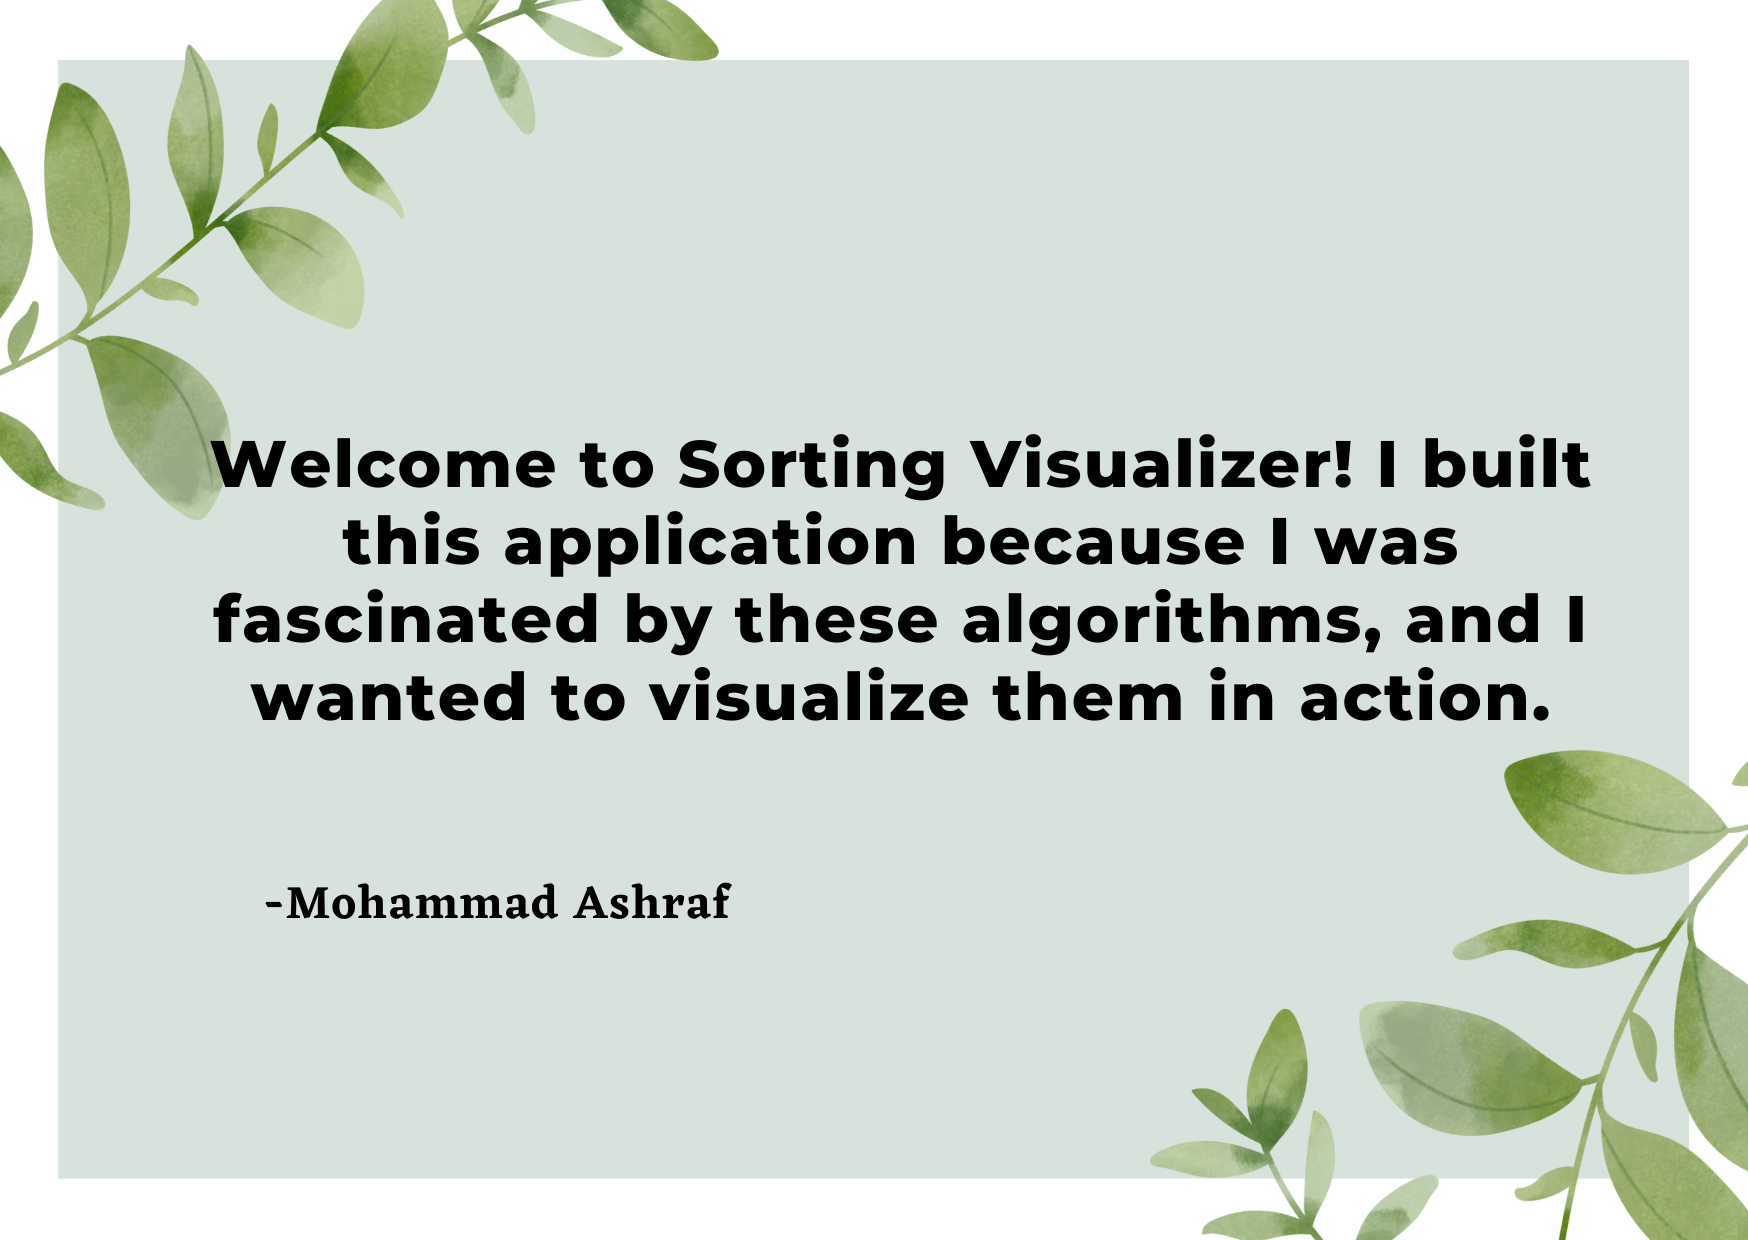 Welcome to Sorting Visualizer! I built
this application because I was
fascinated by these algorithms, and I
wanted to visualize them in action.
-Mohammad Ashraf